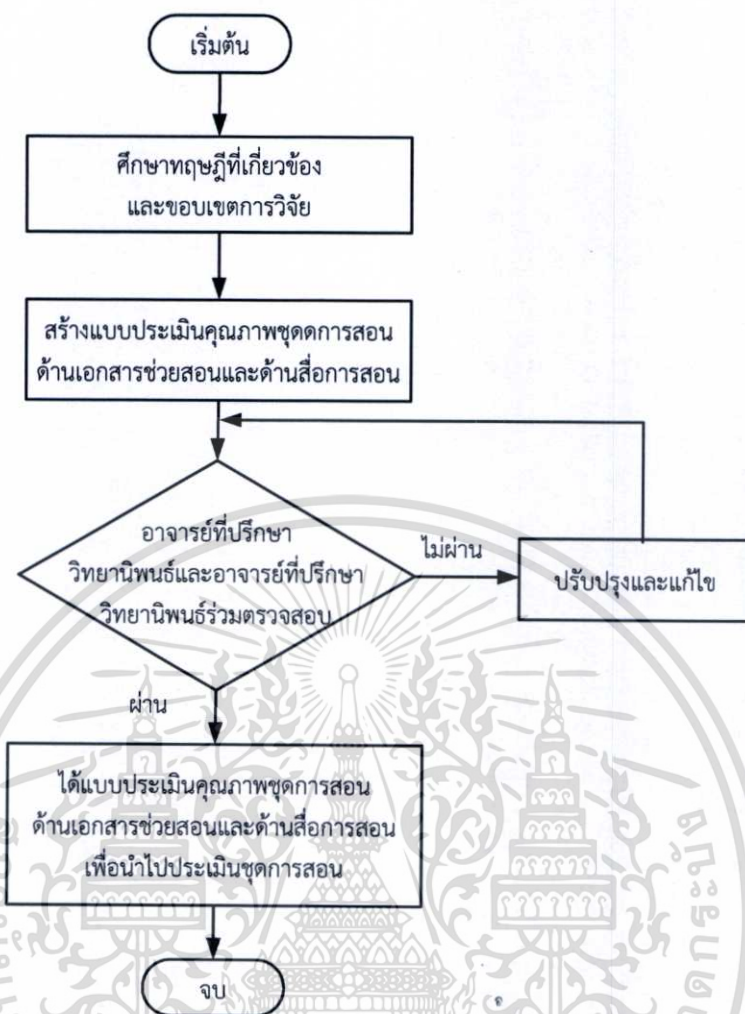 เริ่มต้น
ศึกษาทฤษฎีที่เกี่ยวข้อง
และขอบเขตการวิจัย
สร้างแบบประเมินคุณภาพชุดดการสอน
ด้านเอกสารช่วยสอนและด้านสื่อการสอน
อาจารย์ที่ปรึกษา
วิทยานิพนธ์และอาจารย์ที่ปรึกษา
วิทยานิพนธ์ร่วมตรวจสอบ
ไม่ผ่าน
ปรับปรุงและแก้ไข
ผ่าน
ได้แบบประเมินคุณภาพชุดการสอน
ด้านเอกสารช่วยสอนและด้านสื่อการสอน
เพื่อนำไปประเมินชุดการสอน
จบ